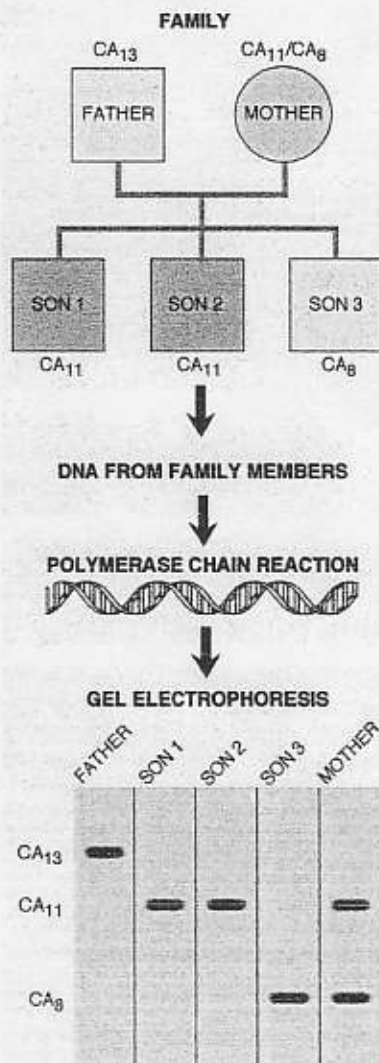 FAMILY
CA13 CA11/CA8
FATHER MOTHER
SON 1 SON 2 SON 3
CA11 CA11 CA8
DNA FROM FAMILY MEMBERS
POLYMERASE CHAIN REACTION
GEL ELECTROPHORESIS
FATHER SON 1 SON 2 SON 3 MOTHER
CA13
CA11
CA8